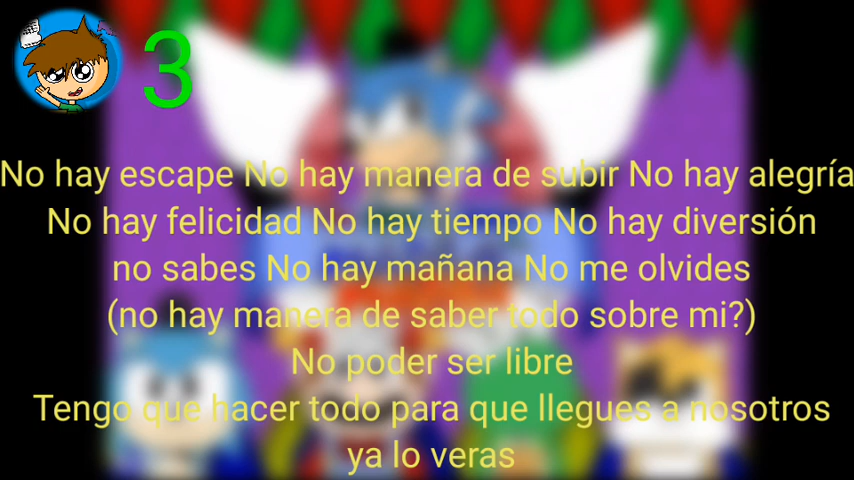 3
No hay escape No hay manera de subir No hay alegría
No hay felicidad No hay tiempo No hay diversión
no sabes No hay mañana No me olvides
(no hay manera de saber todo sobre mi?)
No poder ser libre
Tengo que hacer todo para que llegues a nosotros
ya lo veras